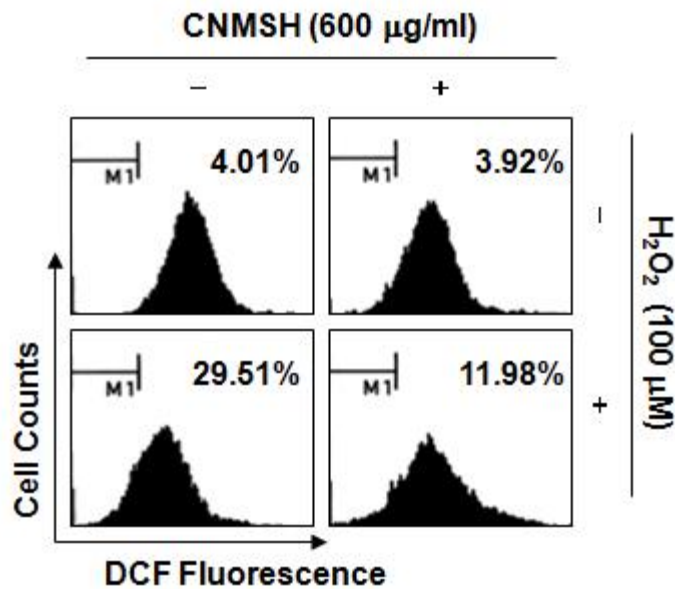 CNMSH (600 μg/ml)
– +
4.01%
M1
3.92%
M1
–
29.51%
M1
11.98%
M1
+
H₂O₂ (100 μM)
Cell Counts
DCF Fluorescence